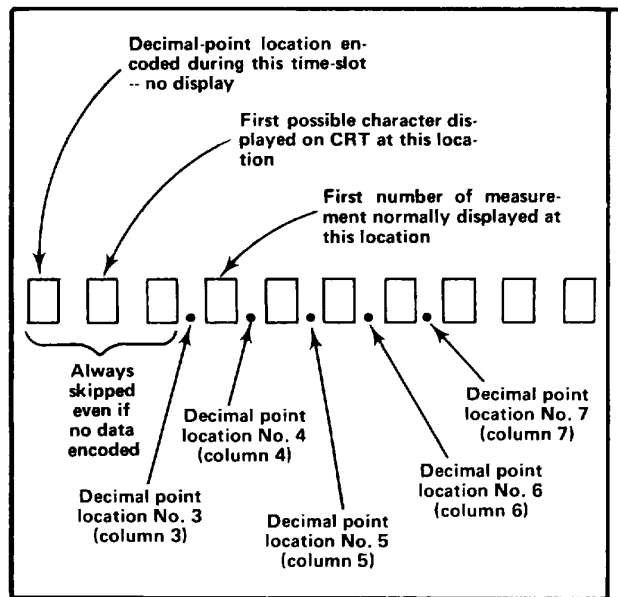 Decimal-point location en-
coded during this time-slot
-- no display
First possible character dis-
played on CRT at this loca-
tion
First number of measure-
ment normally displayed at
this location
Always
skipped
even if
no data
encoded
Decimal point
location No. 3
(column 3)
Decimal point
location No. 4
(column 4)
Decimal point
location No. 5
(column 5)
Decimal point
location No. 6
(column 6)
Decimal point
location No. 7
(column 7)